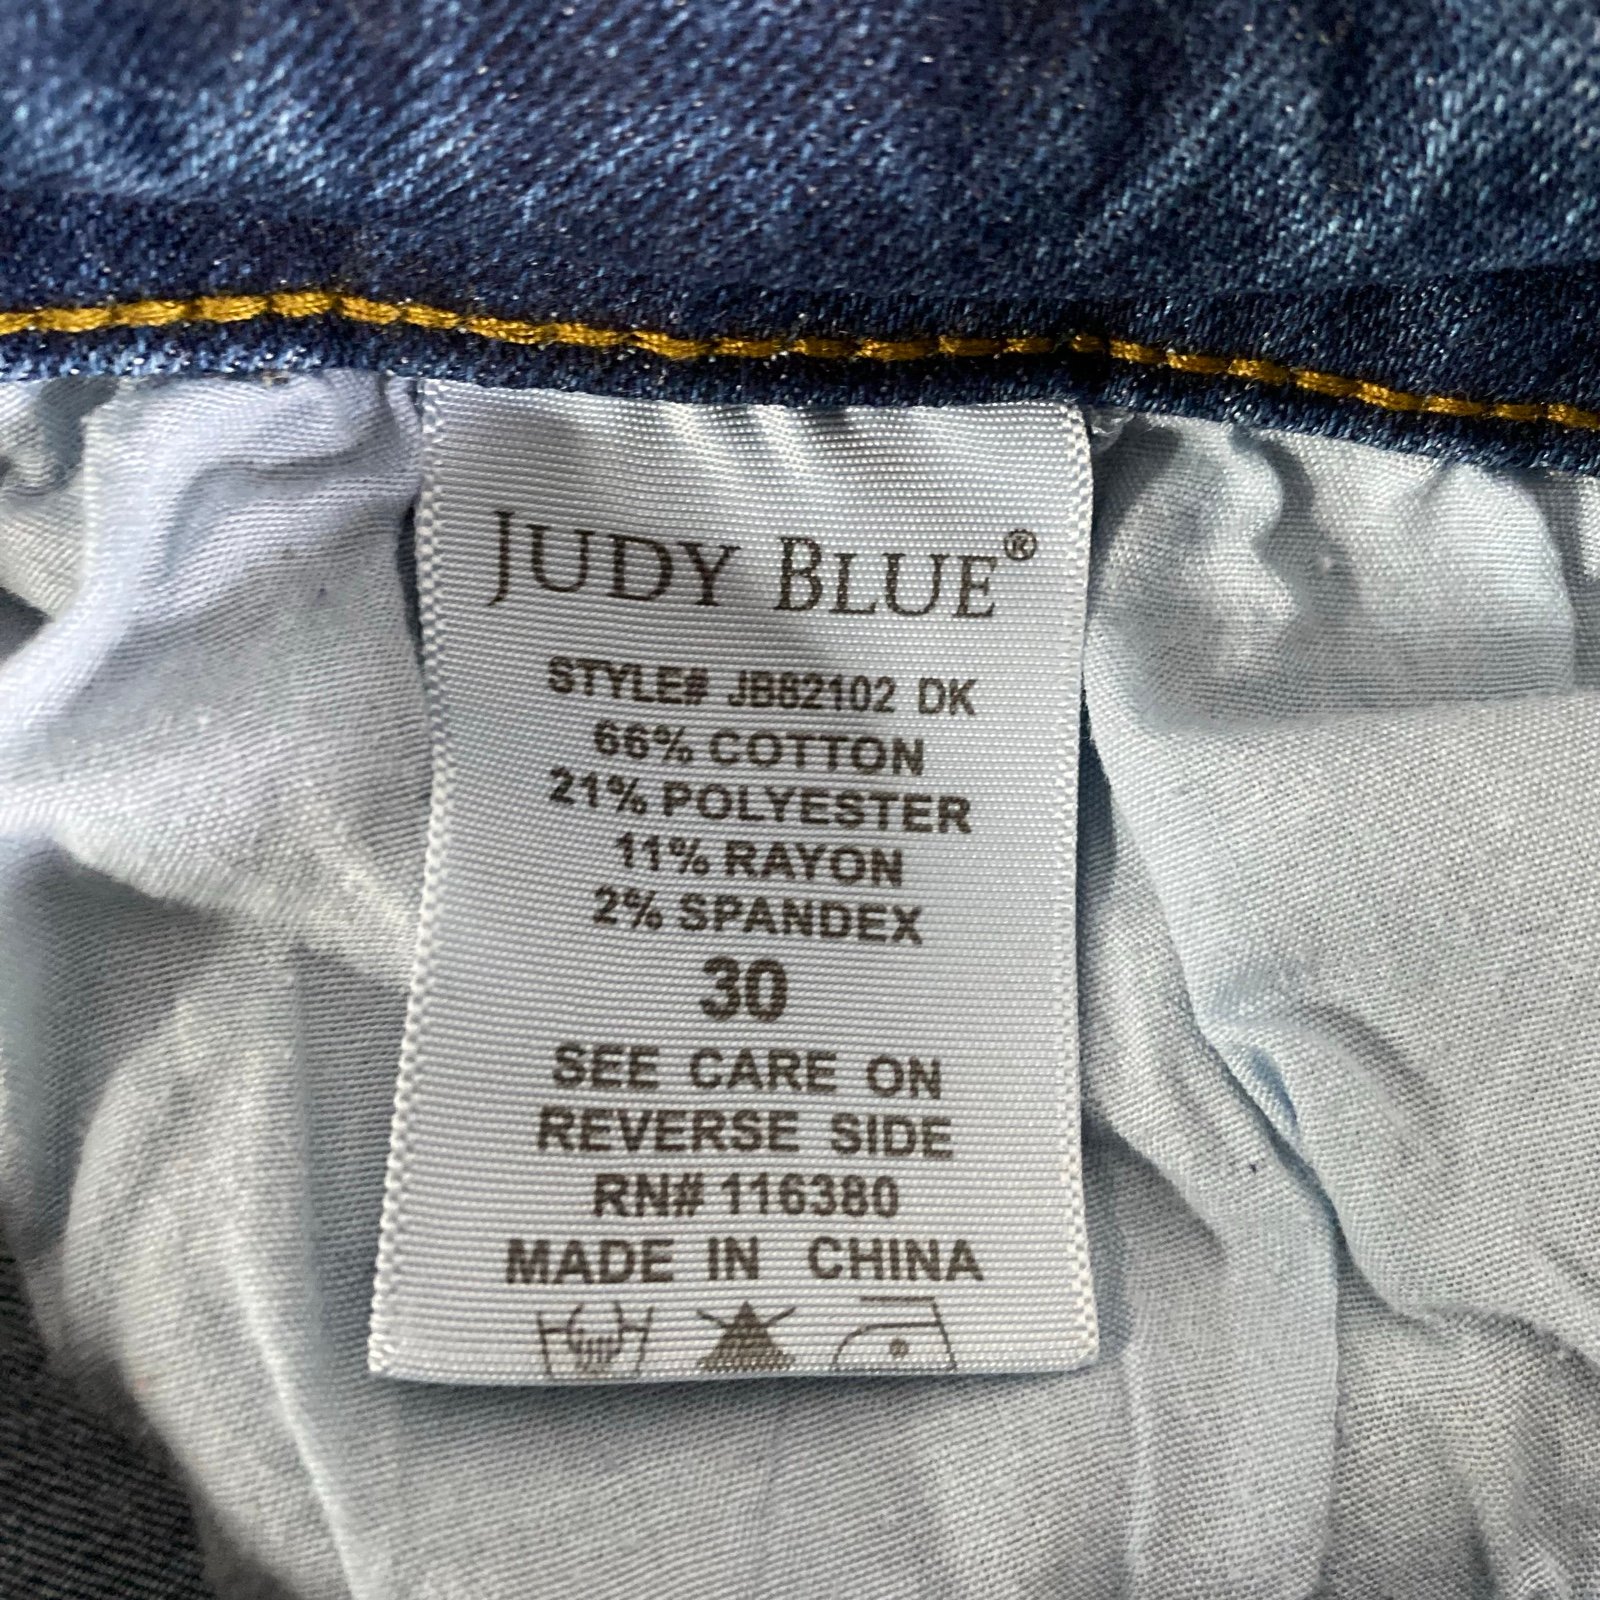 JUDY BLUE®
STYLE# JB82102 DK
66% COTTON
21% POLYESTER
11% RAYON
2% SPANDEX
30
SEE CARE ON
REVERSE SIDE
RN# 116380
MADE IN CHINA